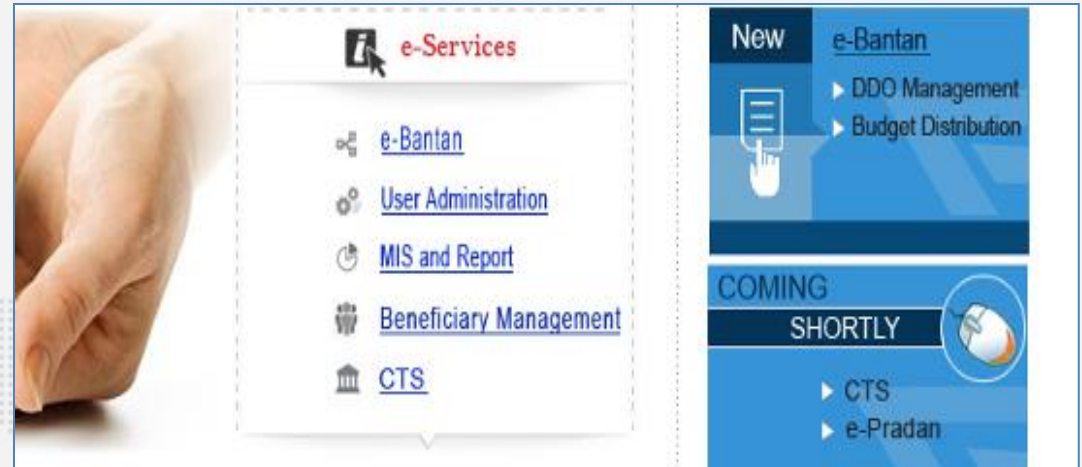 e-Services
e-Bantan
User Administration
MIS and Report
Beneficiary Management
CTS
New
e-Bantan
DDO Management
Budget Distribution
COMING
SHORTLY
CTS
e-Pradan